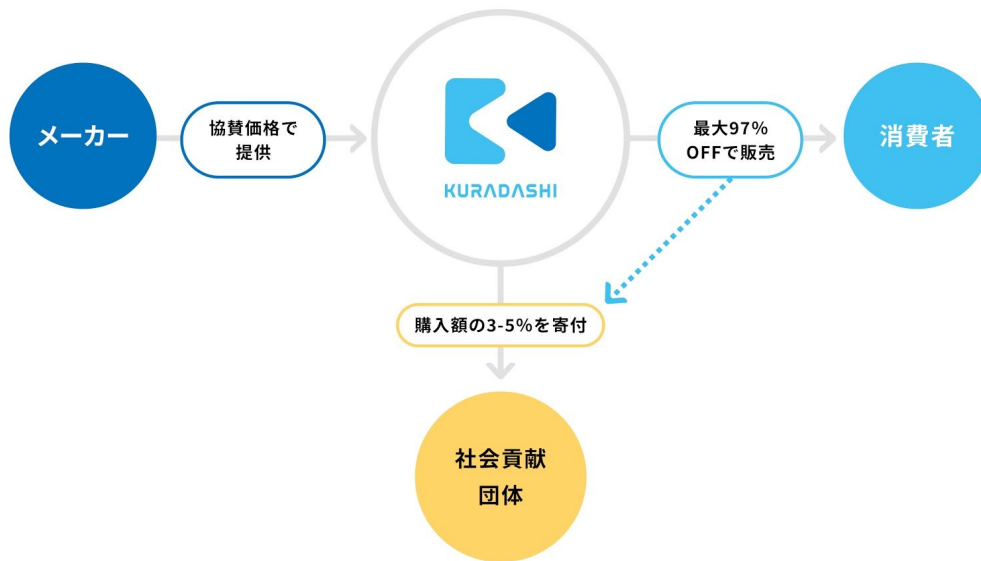 メーカー
協賛価格で
提供
KURADASHI
最大97%
OFFで販売
消費者
購入額の3-5%を寄付
社会貢献
団体